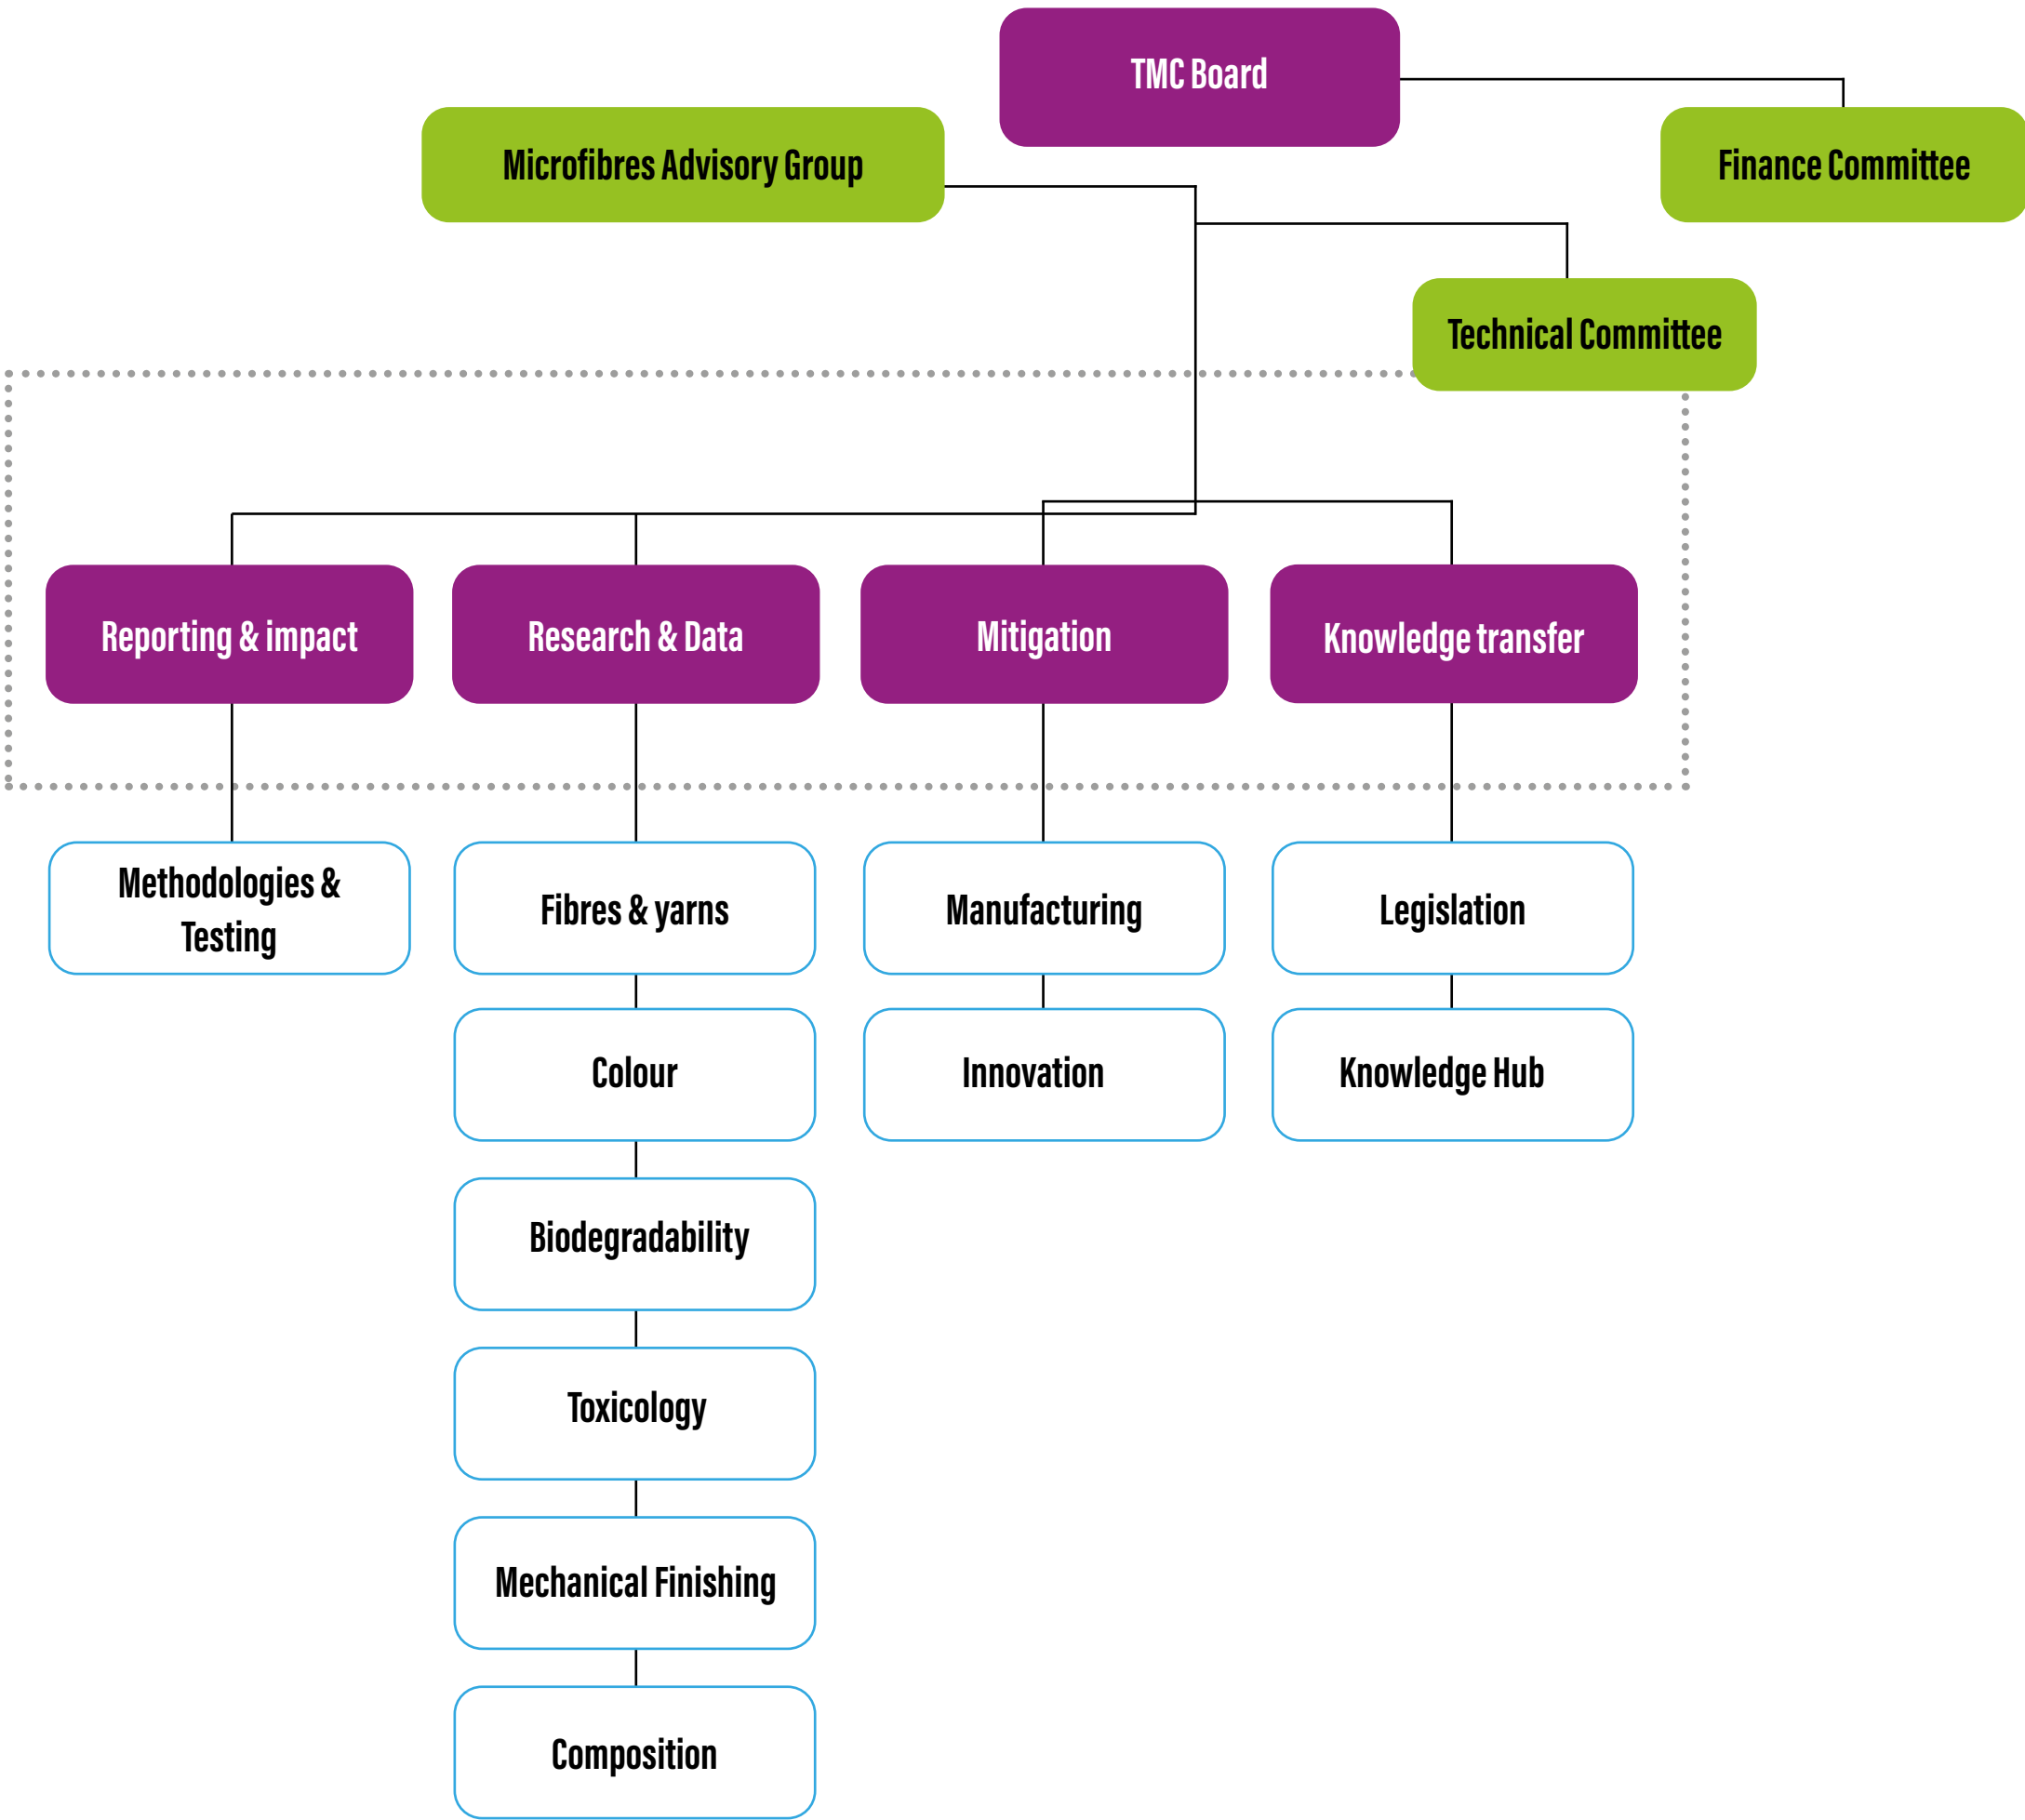 TMC Board
Microfibres Advisory Group
Finance Committee
Technical Committee
Reporting & impact
Research & Data
Mitigation
Knowledge transfer
Methodologies &
Testing
Fibres & yarns
Manufacturing
Legislation
Colour
Innovation
Knowledge Hub
Biodegradability
Toxicology
Mechanical Finishing
Composition